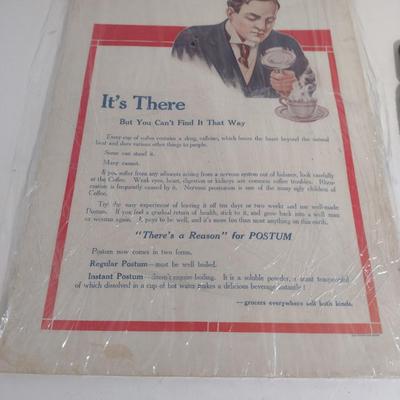 It's There
But You Can't Find It That Way
Every cup of coffee contains a drug, caffeine, which forces the heart beyond the natural
beat and does various other things to people.
Some can stand it.
Many cannot.
If you suffer from any ailment arising from a nervous system out of balance, look carefully
at the Coffee. Weak eyes, heart, digestion or kidneys are common coffee troubles. Rheu-
is frequently caused by it. Nervous prostration is one of the many ugly children of
Coffee.
Try the easy experience of leaving it off ten days or two weeks and use well-made
Postum. If you feel a gradual return of health, stick to it, and grow back into a well man
or woman again. It pays to be well, and it's more fun than most anything on this earth.
"There's a Reason" for POSTUM
Postum now comes in two forms.
Regular Postum—must be well boiled.
Instant Postum—doesn't require boiling. It is a soluble powder, a scant teaspoonful
of which dissolved in a cup of hot water makes a delicious beverage instantly!
—grocers everywhere sell both kinds.